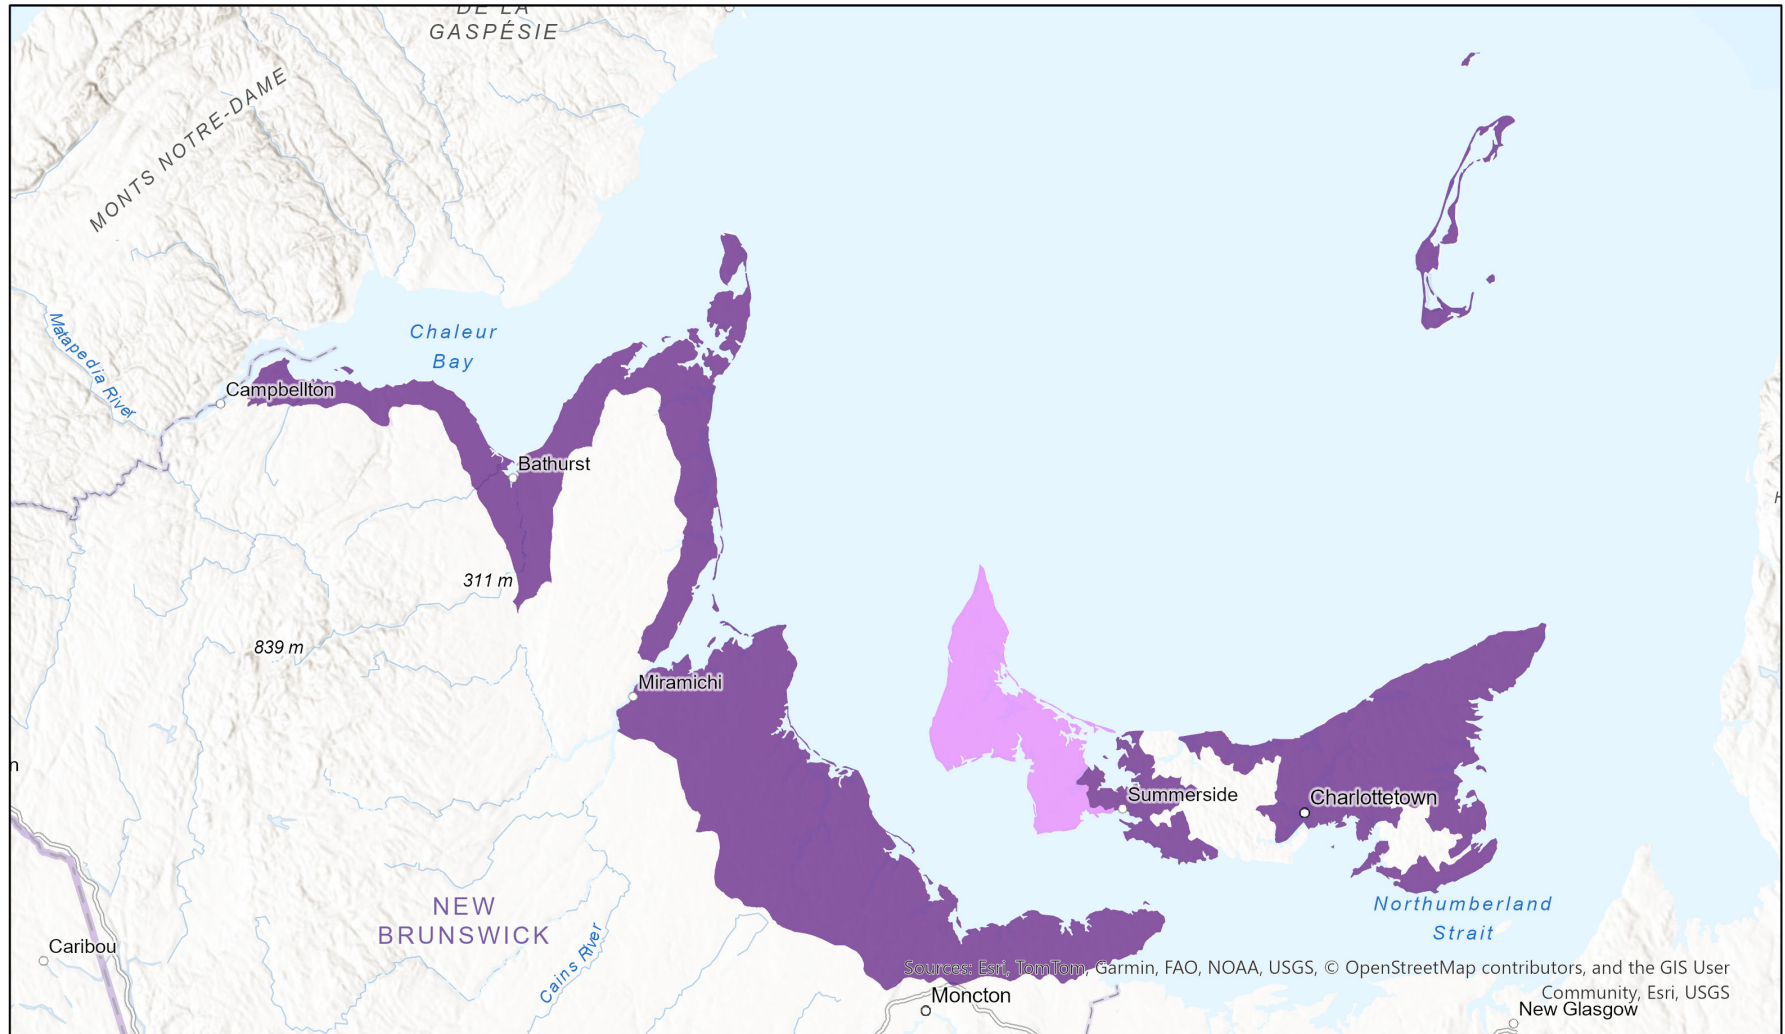 DE LA
GASPÉSIE
MONTS NOTRE-DAME
Matapedia River
Chaleur
Bay
Campbellton
Bathurst
311 m
839 m
Miramichi
Summerside
Charlottetown
n
NEW
BRUNSWICK
Northumberland
Strait
Caribou
Cains River
Sources: Esri, TomTom, Garmin, FAO, NOAA, USGS, © OpenStreetMap contributors, and the GIS User
Community, Esri, USGS
Moncton
New Glasgow